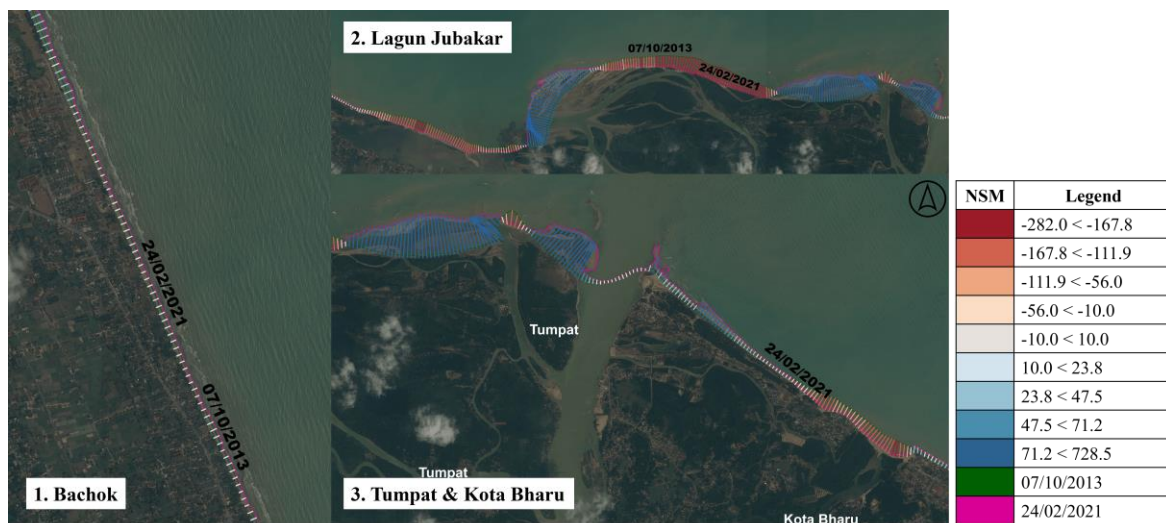 2. Lagun Jubakar
07/10/2013
24/02/2021
24/02/2021
07/10/2013
1. Bachok
Tumpat
24/02/2021
Tumpat
3. Tumpat & Kota Bharu
Kota Bharu
NSM Legend
-282.0 < -167.8
-167.8 < -111.9
-111.9 < -56.0
-56.0 < -10.0
-10.0 < 10.0
10.0 < 23.8
23.8 < 47.5
47.5 < 71.2
71.2 < 728.5
07/10/2013
24/02/2021